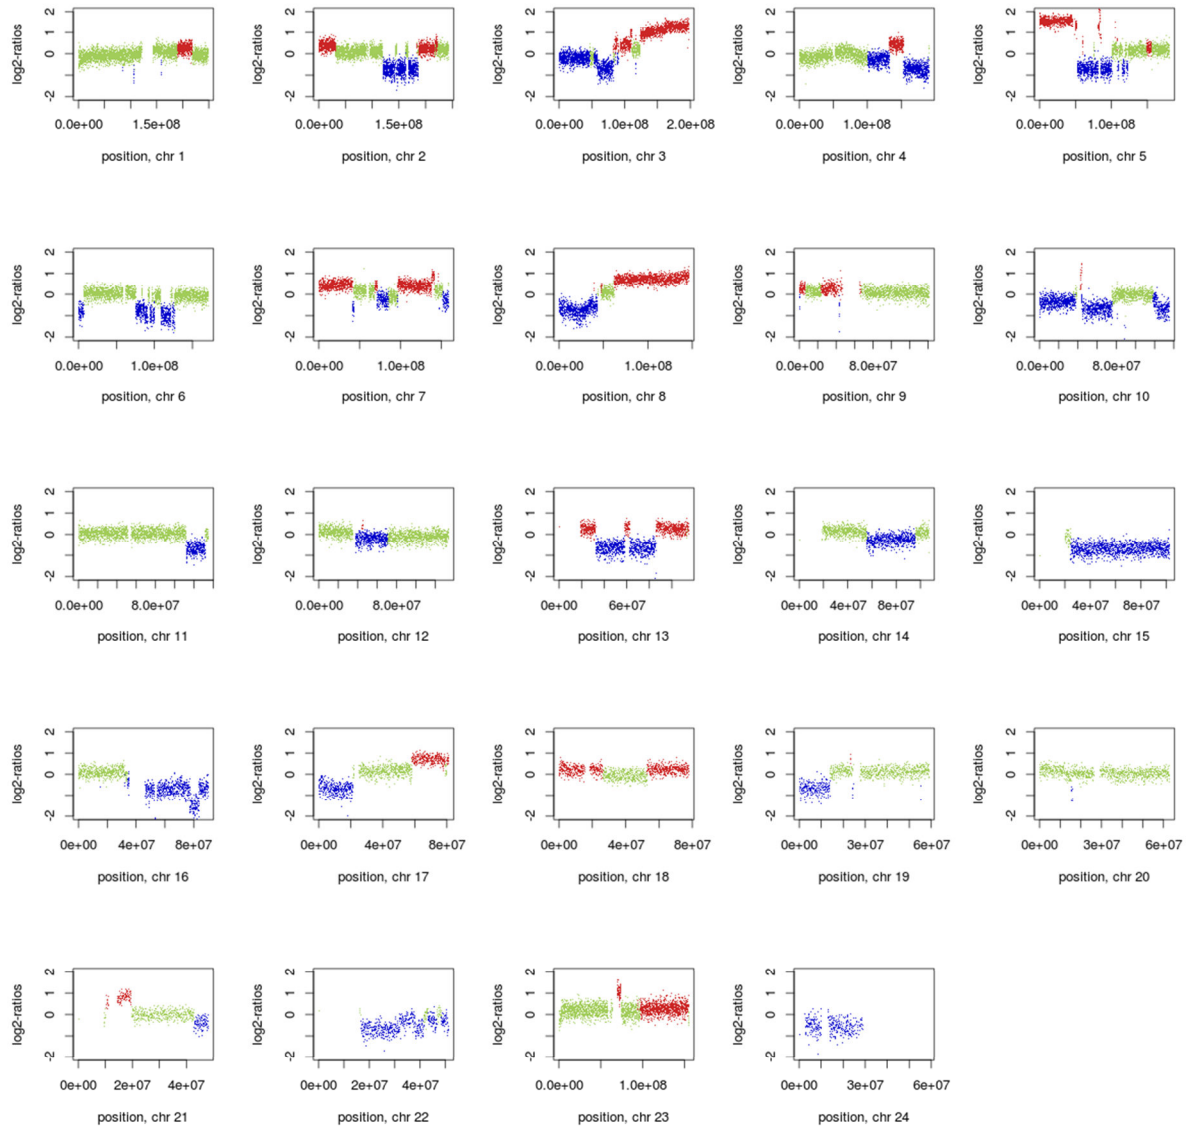 log2-ratios
-2 0 1 2
0.0e+00 1.5e+08
position, chr 1
log2-ratios
-2 0 1 2
0.0e+00 1.5e+08
position, chr 2
log2-ratios
-2 0 1 2
0.0e+00 1.0e+08 2.0e+08
position, chr 3
log2-ratios
-2 0 1 2
0.0e+00 1.0e+08
position, chr 4
log2-ratios
-2 0 1 2
0.0e+00 1.0e+08
position, chr 5
log2-ratios
-2 0 1 2
0.0e+00 1.0e+08
position, chr 6
log2-ratios
-2 0 1 2
0.0e+00 1.0e+08
position, chr 7
log2-ratios
-2 0 1 2
0.0e+00 1.0e+08
position, chr 8
log2-ratios
-2 0 1 2
0.0e+00 8.0e+07
position, chr 9
log2-ratios
-2 0 1 2
0.0e+00 8.0e+07
position, chr 10
log2-ratios
-2 0 1 2
0.0e+00 8.0e+07
position, chr 11
log2-ratios
-2 0 1 2
0.0e+00 8.0e+07
position, chr 12
log2-ratios
-2 0 1 2
0e+00 6e+07
position, chr 13
log2-ratios
-2 0 1 2
0e+00 4e+07 8e+07
position, chr 14
log2-ratios
-2 0 1 2
0e+00 4e+07 8e+07
position, chr 15
log2-ratios
-2 0 1 2
0e+00 4e+07 8e+07
position, chr 16
log2-ratios
-2 0 1 2
0e+00 4e+07 8e+07
position, chr 17
log2-ratios
-2 0 1 2
0e+00 4e+07 8e+07
position, chr 18
log2-ratios
-2 0 1 2
0e+00 3e+07 6e+07
position, chr 19
log2-ratios
-2 0 1 2
0e+00 3e+07 6e+07
position, chr 20
log2-ratios
-2 0 1 2
0e+00 2e+07 4e+07
position, chr 21
log2-ratios
-2 0 1 2
0e+00 2e+07 4e+07
position, chr 22
log2-ratios
-2 0 1 2
0.0e+00 1.0e+08
position, chr 23
log2-ratios
-2 0 1 2
0e+00 3e+07 6e+07
position, chr 24